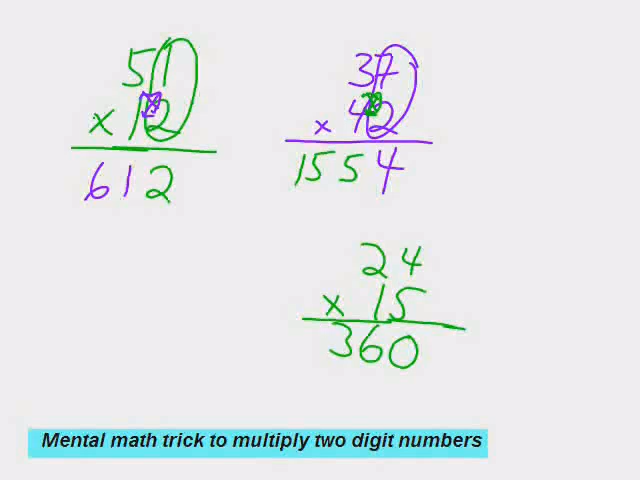 51
x 12
612
37
x 42
1554
24
x 15
360
Mental math trick to multiply two digit numbers